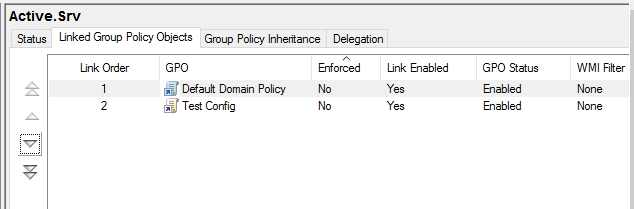 Active.Srv
Status Linked Group Policy Objects Group Policy Inheritance Delegation
Link Order GPO Enforced Link Enabled GPO Status WMI Filter
1 Default Domain Policy No Yes Enabled None
2 Test Config No Yes Enabled None